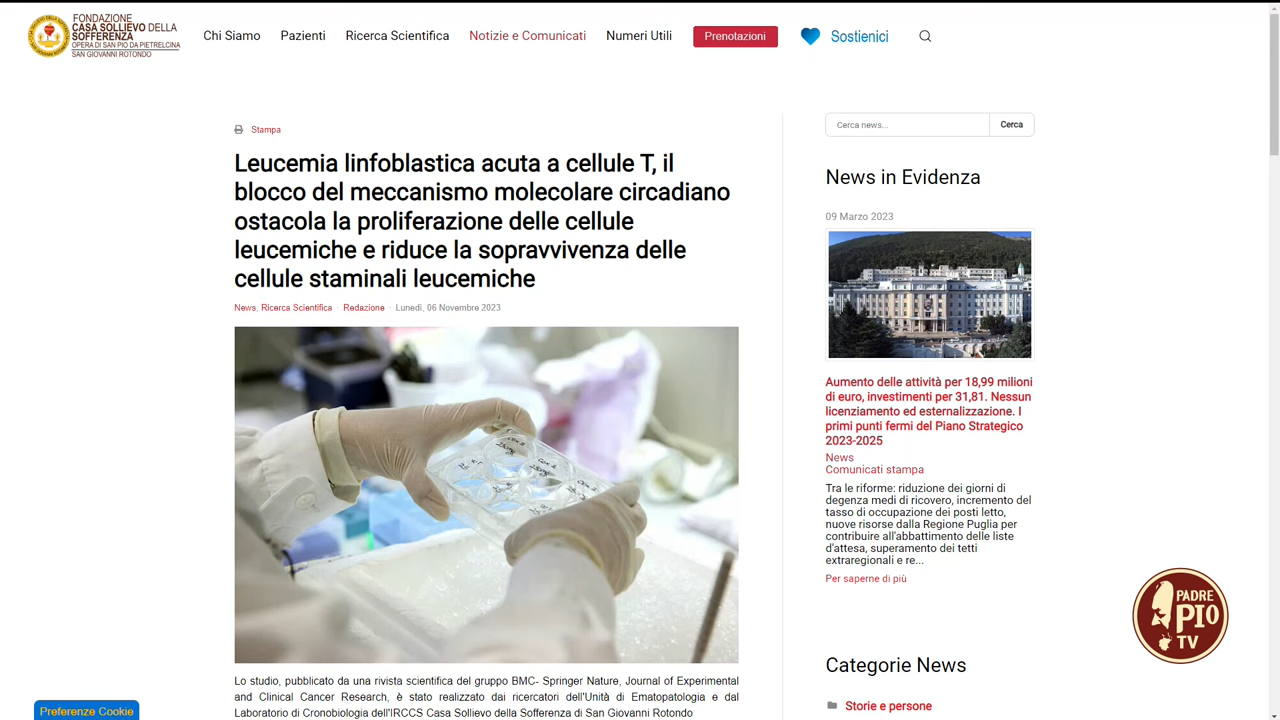 FONDAZIONE
CASA SOLLIEVO DELLA
SOFFERENZA
OPERA DI SAN PIO DA PIETRELCINA
SAN GIOVANNI ROTONDO
Chi Siamo
Pazienti
Ricerca Scientifica
Notizie e Comunicati
Numeri Utili
Prenotazioni
Sostienici
Stampa
Leucemia linfoblastica acuta a cellule T, il
blocco del meccanismo molecolare circadiano
ostacola la proliferazione delle cellule
leucemiche e riduce la sopravvivenza delle
cellule staminali leucemiche
News, Ricerca Scientifica · Redazione · Lunedì, 06 Novembre 2023
Lo studio, pubblicato da una rivista scientifica del gruppo BMC- Springer Nature, Journal of Experimental
and Clinical Cancer Research, è stato realizzato dai ricercatori dell'Unità di Ematopatologia e dal
Laboratorio di Cronobiologia dell'IRCCS Casa Sollievo della Sofferenza di San Giovanni Rotondo
Cerca news...
Cerca
News in Evidenza
09 Marzo 2023
Aumento delle attività per 18,99 milioni
di euro, investimenti per 31,81. Nessun
licenziamento ed esternalizzazione. I
primi punti fermi del Piano Strategico
2023-2025
News
Comunicati stampa
Tra le riforme: riduzione dei giorni di
degenza medi di ricovero, incremento del
tasso di occupazione dei posti letto,
nuove risorse dalla Regione Puglia per
contribuire all'abbattimento delle liste
d'attesa, superamento dei tetti
extraregionali e re...
Per saperne di più
Categorie News
Storie e persone
PADRE
PIO
TV
Preferenze Cookie